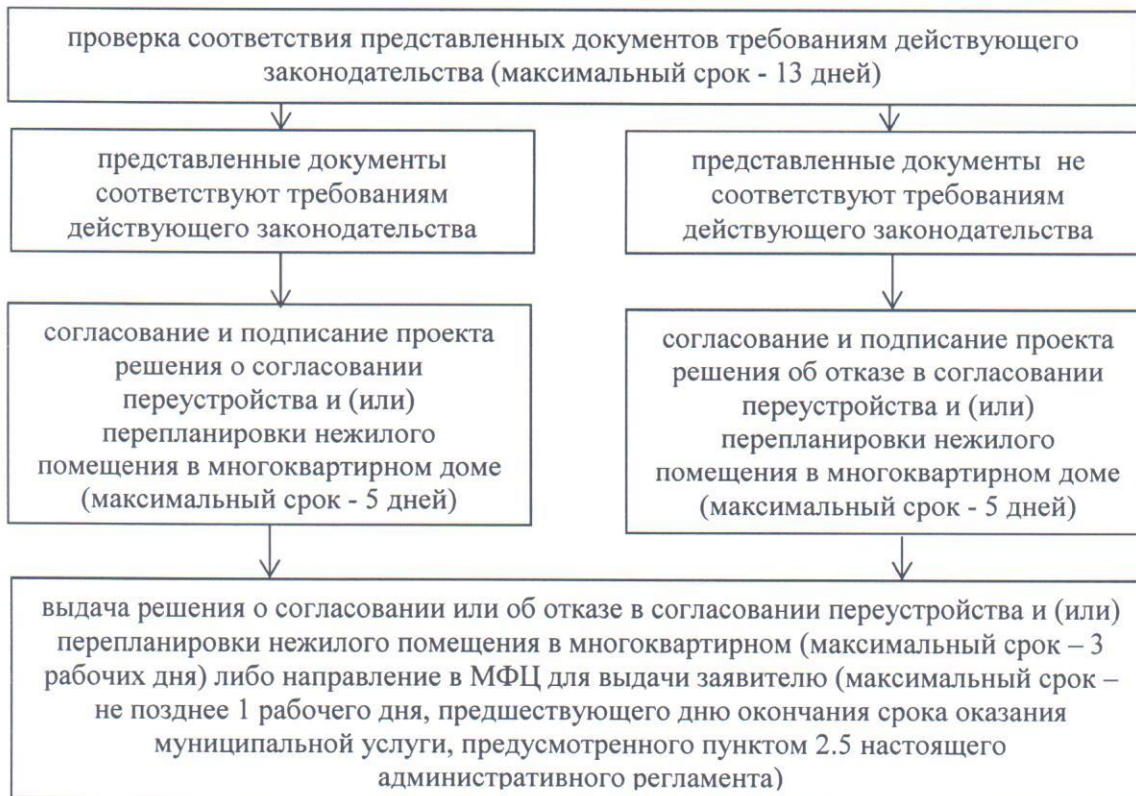 проверка соответствия представленных документов требованиям действующего
законодательства (максимальный срок - 13 дней)
представленные документы
соответствуют требованиям
действующего законодательства
представленные документы не
соответствуют требованиям
действующего законодательства
согласование и подписание проекта
решения о согласовании
переустройства и (или)
перепланировки нежилого
помещения в многоквартирном доме
(максимальный срок - 5 дней)
согласование и подписание проекта
решения об отказе в согласовании
переустройства и (или)
перепланировки нежилого
помещения в многоквартирном доме
(максимальный срок - 5 дней)
выдача решения о согласовании или об отказе в согласовании переустройства и (или)
перепланировки нежилого помещения в многоквартирном (максимальный срок – 3
рабочих дня) либо направление в МФЦ для выдачи заявителю (максимальный срок –
не позднее 1 рабочего дня, предшествующего дню окончания срока оказания
муниципальной услуги, предусмотренного пунктом 2.5 настоящего
административного регламента)